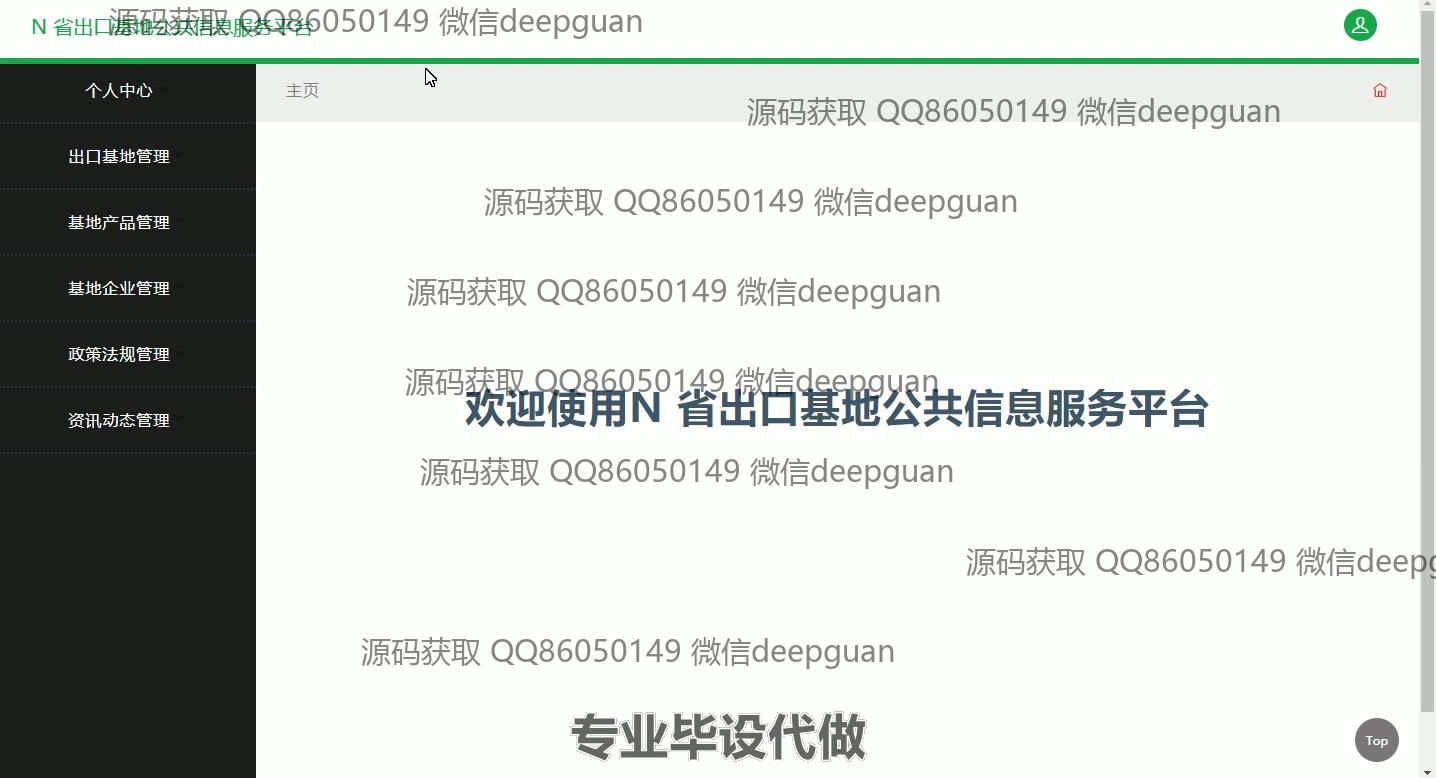 N 省出口基地公共信息服务平台
源码获取 QQ86050149 微信deepguan
个人中心
主页
源码获取 QQ86050149 微信deepguan
出口基地管理
源码获取 QQ86050149 微信deepguan
基地产品管理
基地企业管理
源码获取 QQ86050149 微信deepguan
政策法规管理
源码获取 QQ86050149 微信deepguan
欢迎使用N 省出口基地公共信息服务平台
资讯动态管理
源码获取 QQ86050149 微信deepguan
源码获取 QQ86050149 微信deepg
源码获取 QQ86050149 微信deepguan
专业毕设代做
Top